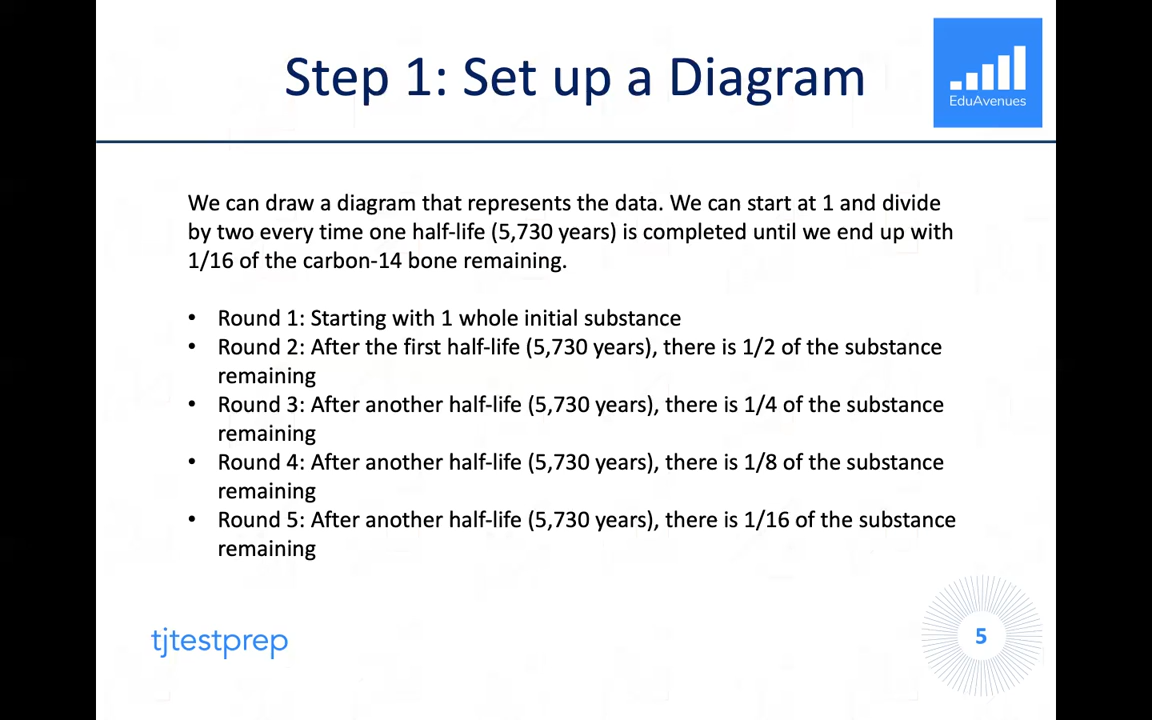 Step 1: Set up a Diagram
EduAvenues
We can draw a diagram that represents the data. We can start at 1 and divide
by two every time one half-life (5,730 years) is completed until we end up with
1/16 of the carbon-14 bone remaining.
• Round 1: Starting with 1 whole initial substance
• Round 2: After the first half-life (5,730 years), there is 1/2 of the substance
remaining
• Round 3: After another half-life (5,730 years), there is 1/4 of the substance
remaining
• Round 4: After another half-life (5,730 years), there is 1/8 of the substance
remaining
• Round 5: After another half-life (5,730 years), there is 1/16 of the substance
remaining
tjtestprep
5